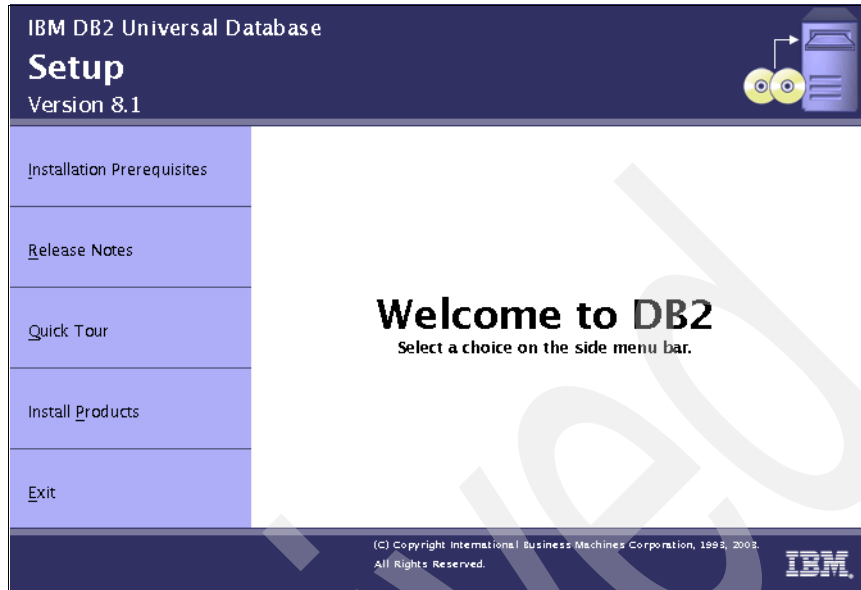 IBM DB2 Universal Database
Setup
Version 8.1
Installation Prerequisites
Release Notes
Quick Tour
Install Products
Exit
Welcome to DB2
Select a choice on the side menu bar.
(C) Copyright International Business Machines Corporation, 1993, 2003.
All Rights Reserved.
IBM